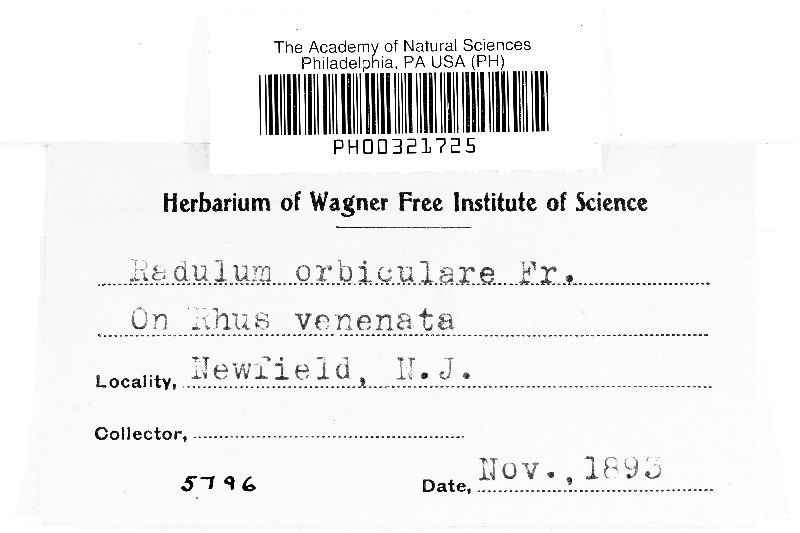 The Academy of Natural Sciences
Philadelphia, PA USA (PH)
PH00321725
Herbarium of Wagner Free Institute of Science
Radulum orbiculare Fr.
On Rhus venenata
Locality, Newfield, N.J.
Collector,
5796 Date, Nov., 1893